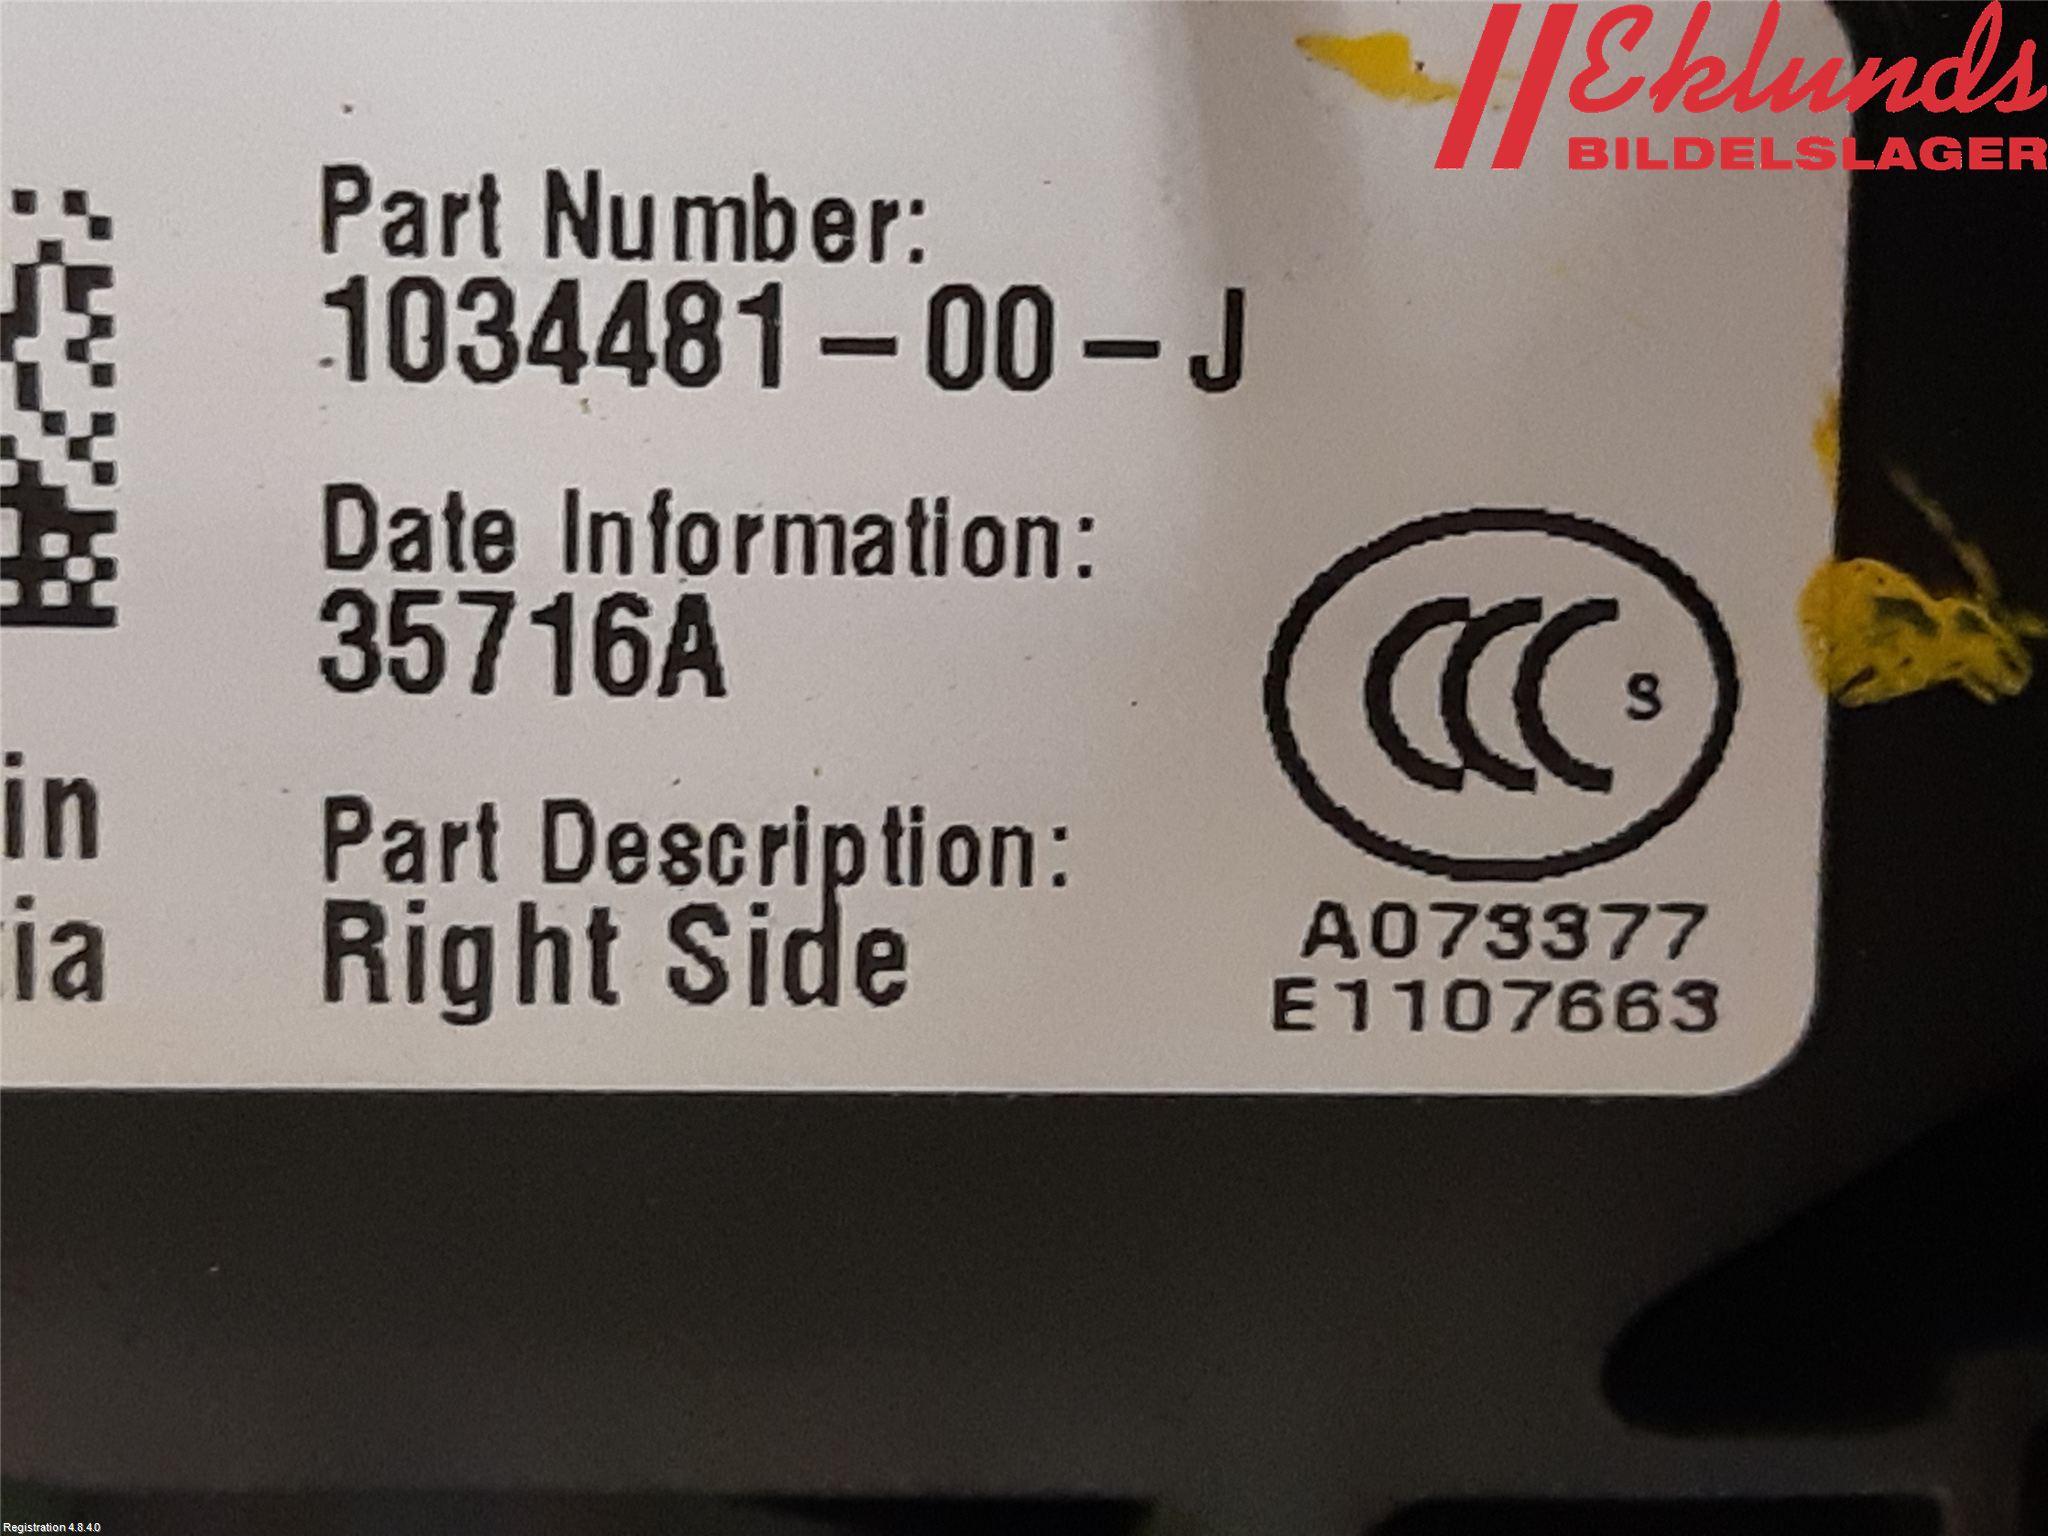 Eklunds
BILDELSLAGER
Part Number:
1034481-00-J
Date Information:
35716A
in
ia
Part Description:
Right Side
CCC S
A073377
E1107663
Registration 4.8.4.0